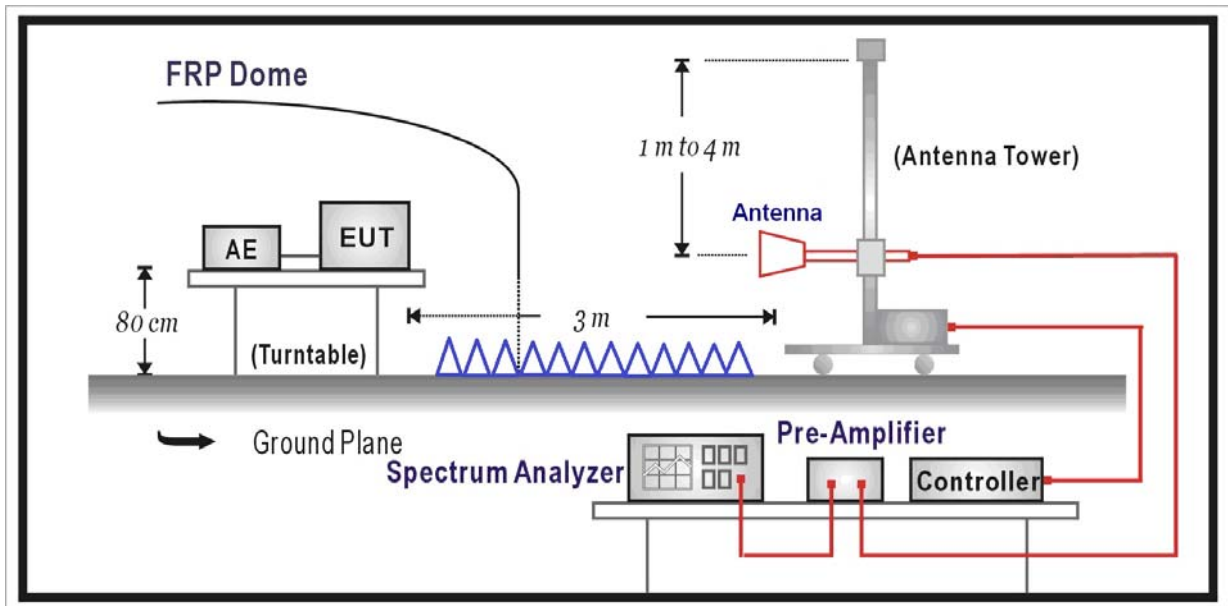 FRP Dome
1 m to 4 m
(Antenna Tower)
Antenna
AE
EUT
80 cm
3 m
(Turntable)
Ground Plane
Pre-Amplifier
Spectrum Analyzer
Controller